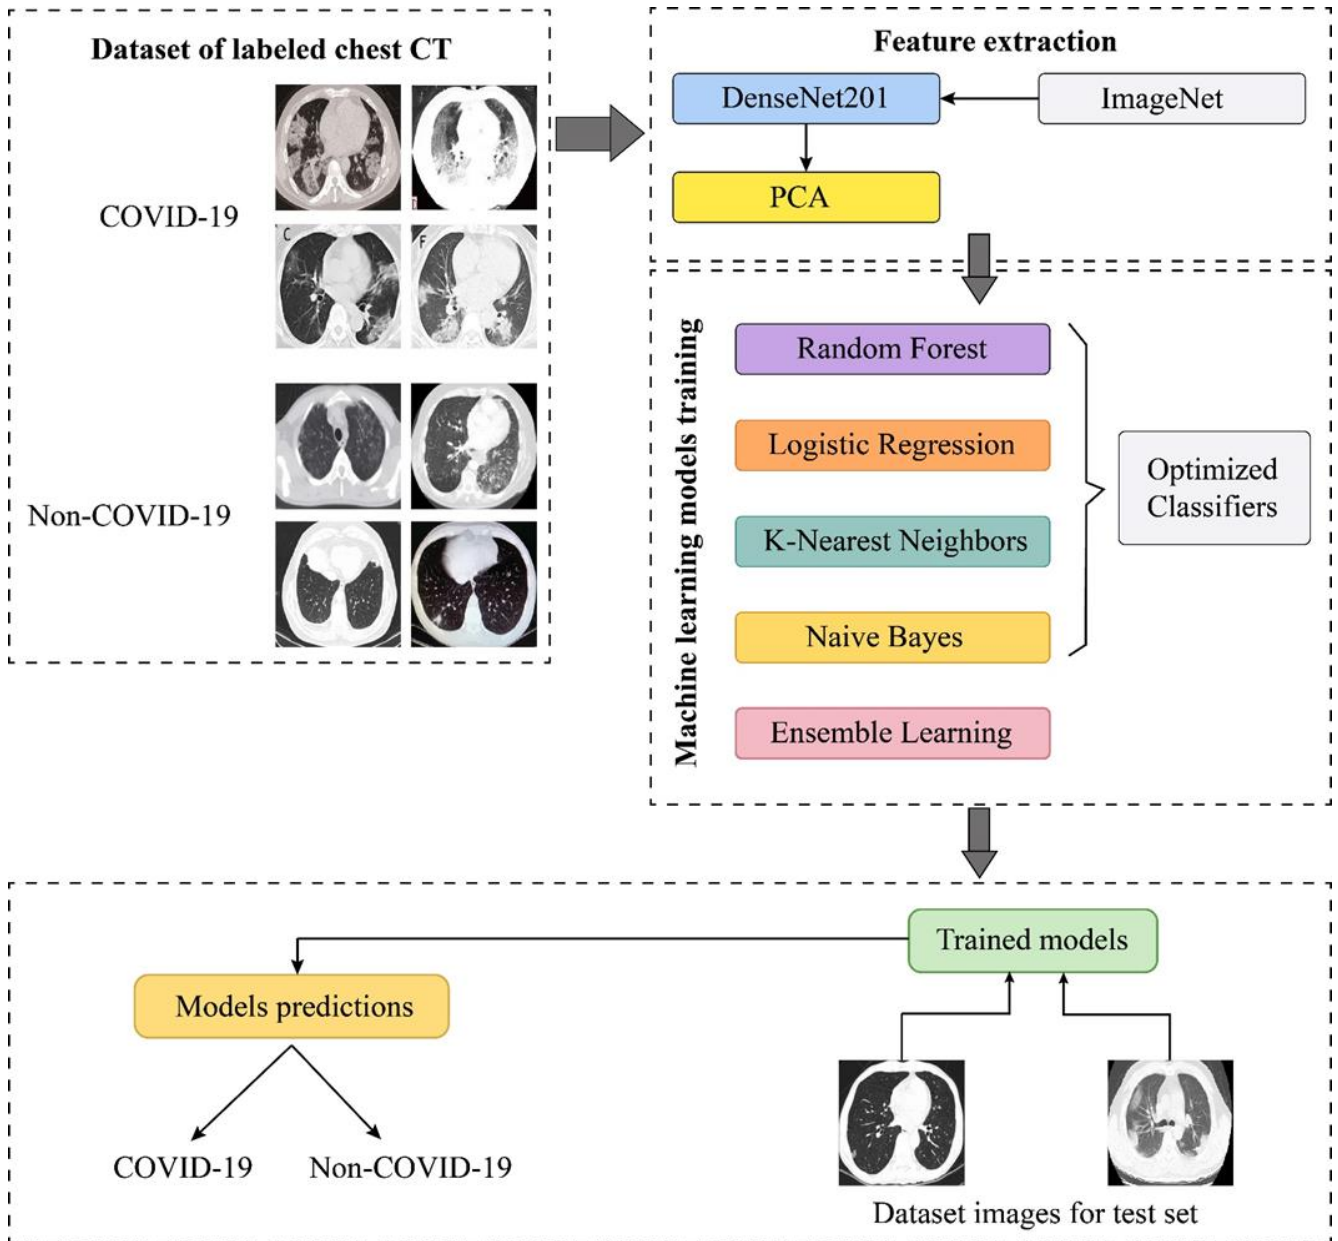 Dataset of labeled chest CT
COVID-19
C
F
Non-COVID-19
Feature extraction
DenseNet201
ImageNet
PCA
Machine learning models training
Random Forest
Logistic Regression
K-Nearest Neighbors
Naive Bayes
Ensemble Learning
Optimized
Classifiers
Trained models
Models predictions
COVID-19
Non-COVID-19
Dataset images for test set